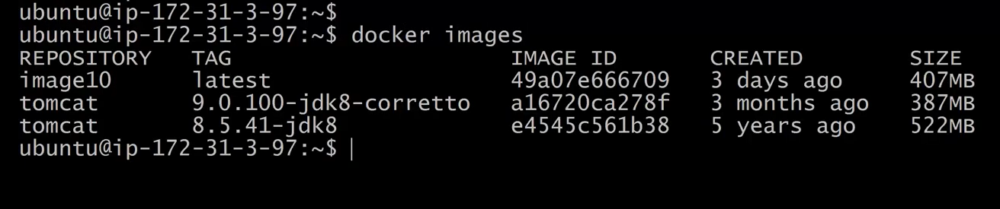 ubuntu@ip-172-31-3-97:~$
ubuntu@ip-172-31-3-97:~$ docker images
REPOSITORY   TAG                     IMAGE ID       CREATED        SIZE
image10      latest                  49a07e666709   3 days ago     407MB
tomcat       9.0.100-jdk8-corretto   a16720ca278f   3 months ago   387MB
tomcat       8.5.41-jdk8             e4545c561b38   5 years ago    522MB
ubuntu@ip-172-31-3-97:~$